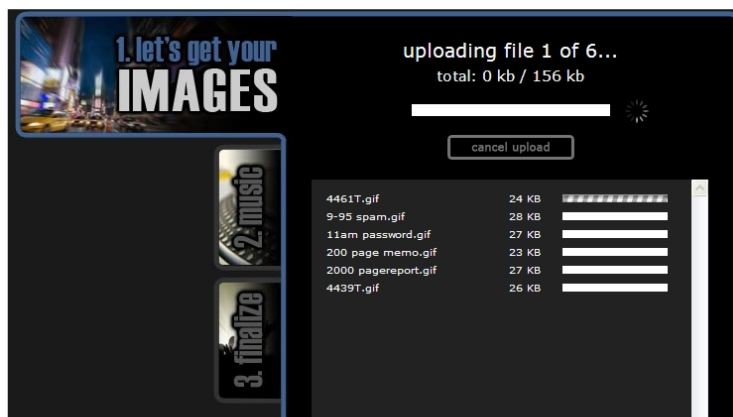 1. let's get your
IMAGES
uploading file 1 of 6...
total: 0 kb / 156 kb
cancel upload
2. music
3. finalize
4461T.gif 24 KB
9-95 spam.gif 28 KB
11am password.gif 27 KB
200 page memo.gif 23 KB
2000 pagereport.gif 27 KB
4439T.gif 26 KB